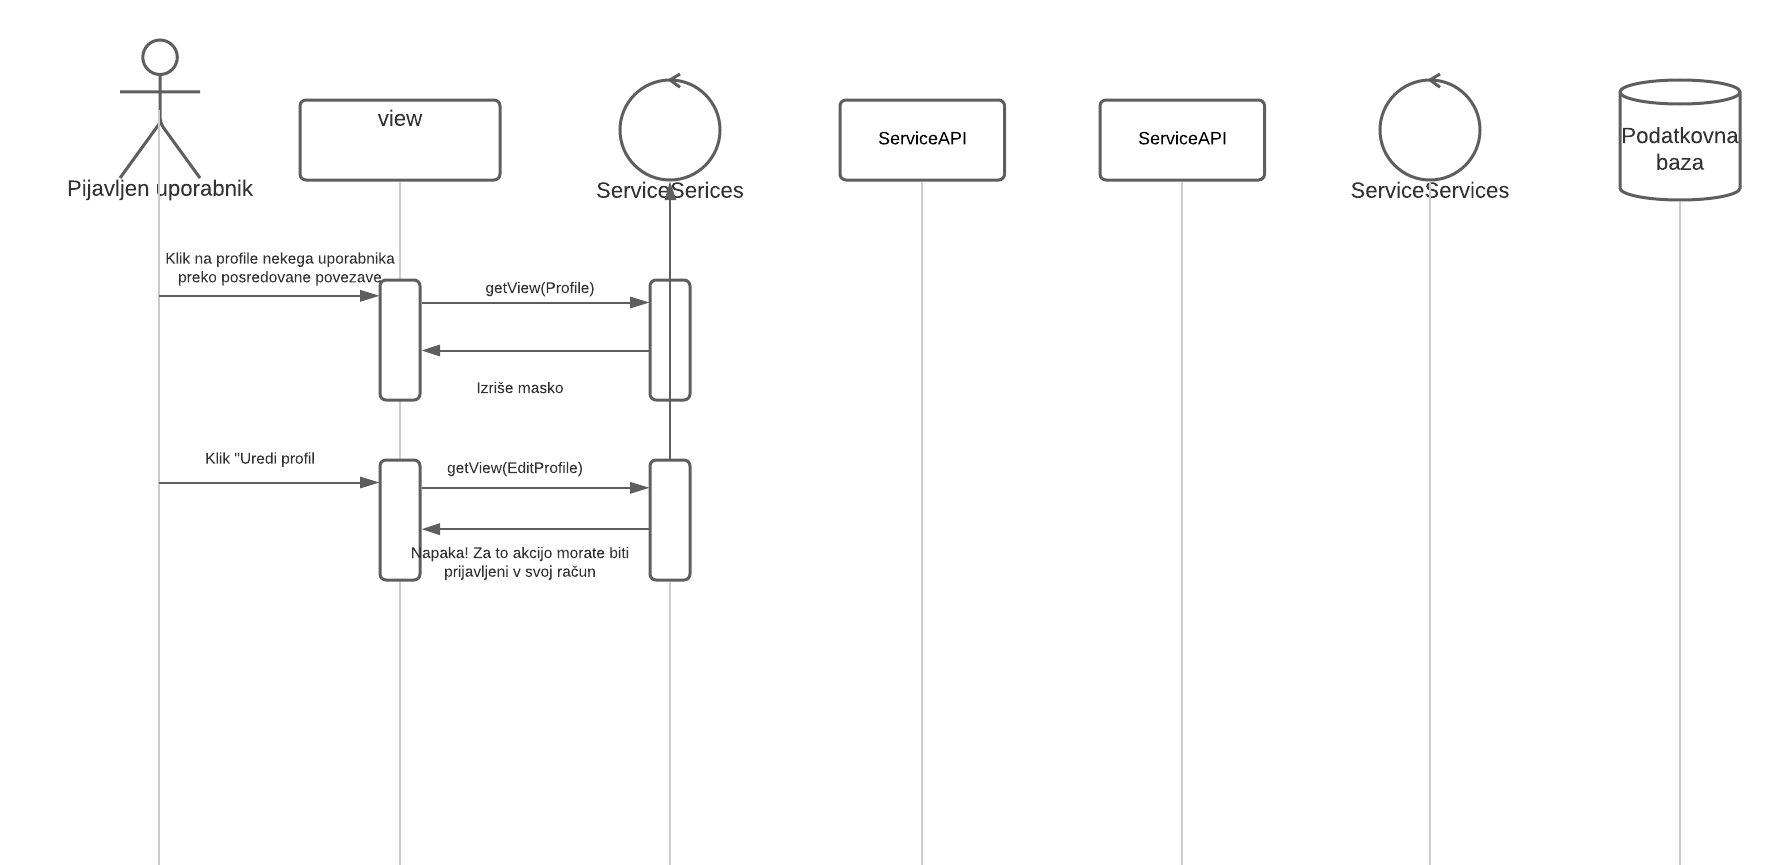 Pijavljen uporabnik
view
ServiceSerices
ServiceAPI
ServiceAPI
ServiceServices
Podatkovna
baza
Klik na profile nekega uporabnika
preko posredovane povezave
getView(Profile)
Izriše masko
Klik "Uredi profil
getView(EditProfile)
Napaka! Za to akcijo morate biti
prijavljeni v svoj račun